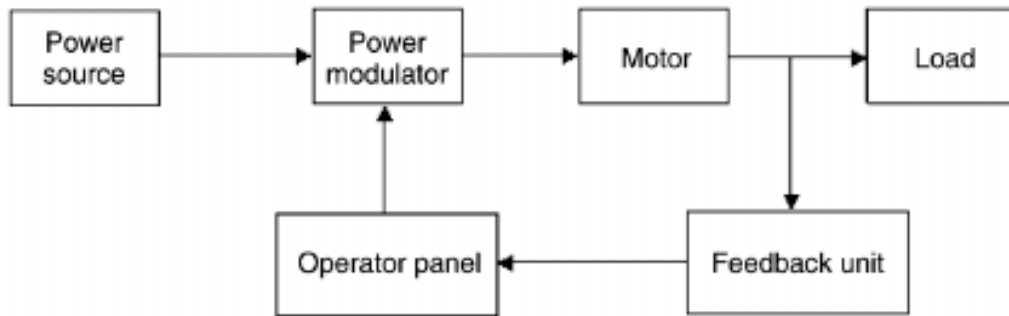 Power
source
Power
modulator
Motor
Load
Operator panel
Feedback unit